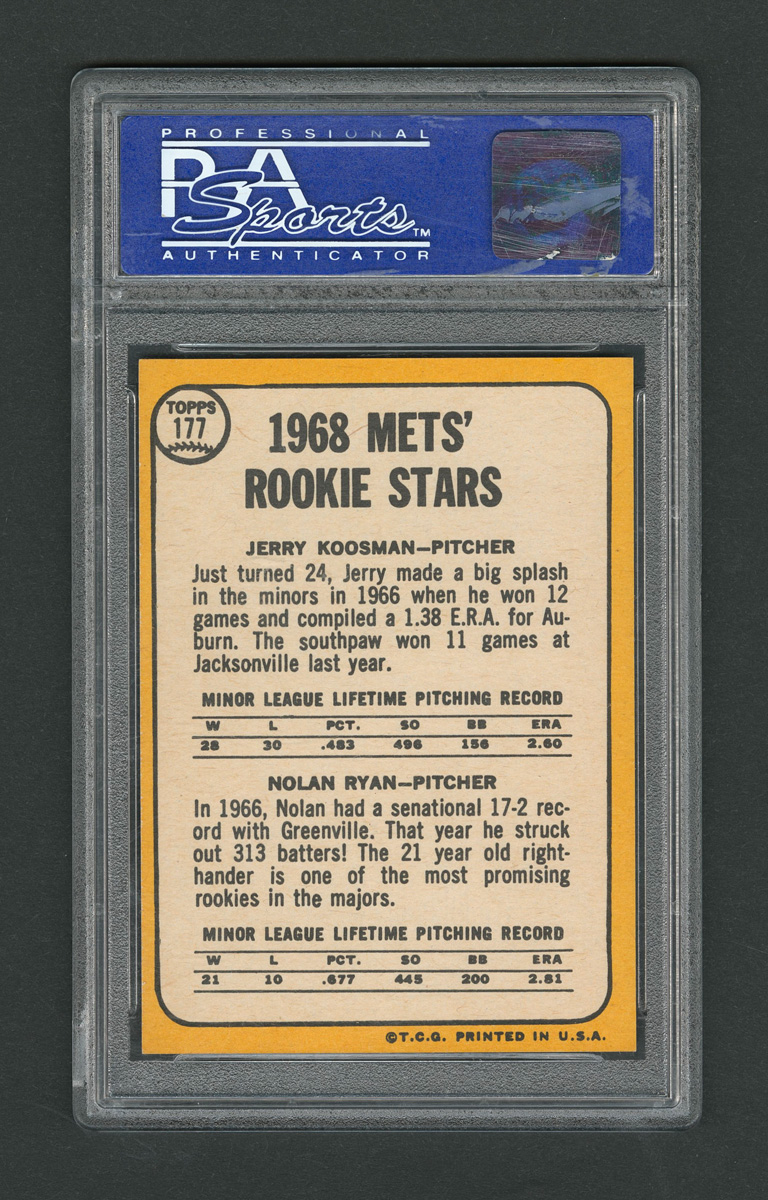 PROFESSIONAL
PSA
Sports™
AUTHENTICATOR
TOPPS
177
1968 METS'
ROOKIE STARS
JERRY KOOSMAN—PITCHER
Just turned 24, Jerry made a big splash
in the minors in 1966 when he won 12
games and compiled a 1.38 E.R.A. for Au-
burn. The southpaw won 11 games at
Jacksonville last year.
MINOR LEAGUE LIFETIME PITCHING RECORD
W L PCT. SO BB ERA
28 30 .483 496 156 2.60
NOLAN RYAN—PITCHER
In 1966, Nolan had a senational 17-2 rec-
ord with Greenville. That year he struck
out 313 batters! The 21 year old right-
hander is one of the most promising
rookies in the majors.
MINOR LEAGUE LIFETIME PITCHING RECORD
W L PCT. SO BB ERA
21 10 .677 445 200 2.81
©T.C.G. PRINTED IN U.S.A.